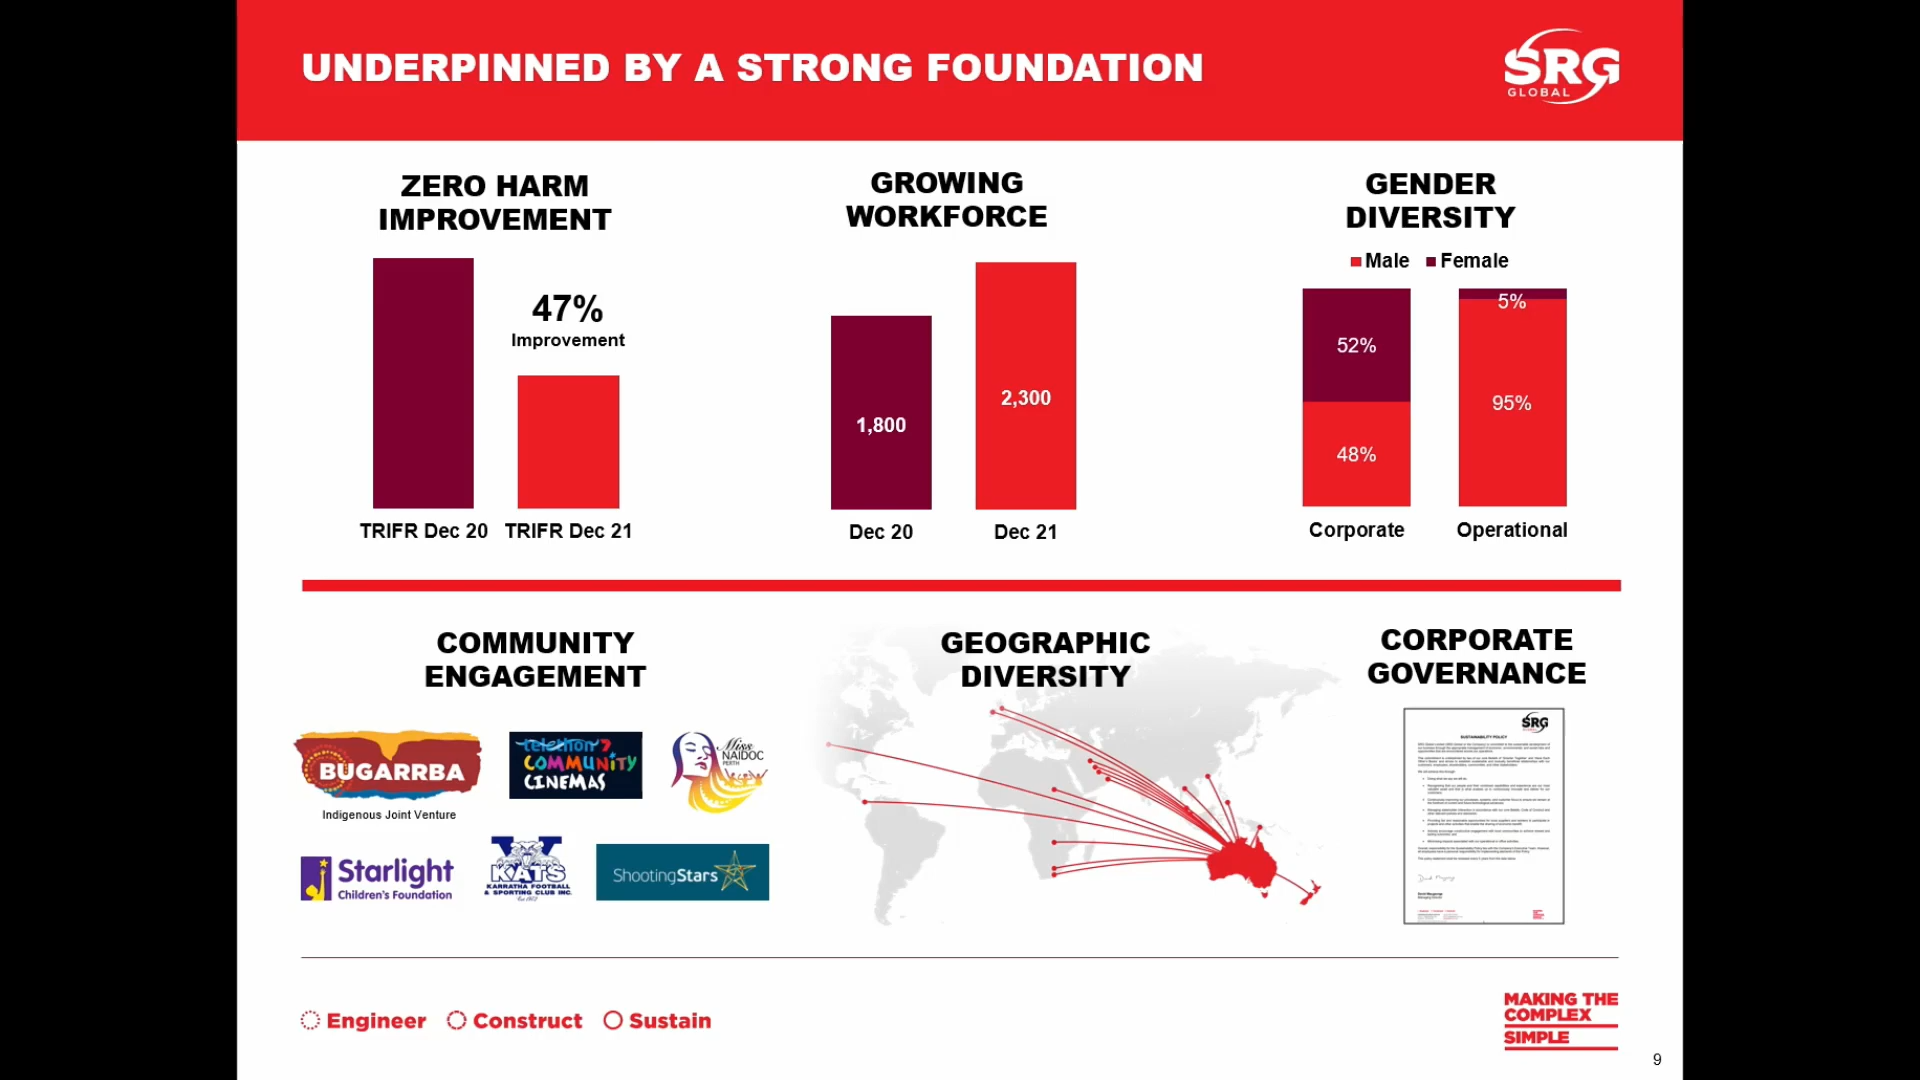 UNDERPINNED BY A STRONG FOUNDATION
SRG
GLOBAL
ZERO HARM
IMPROVEMENT
47%
Improvement
TRIFR Dec 20
TRIFR Dec 21
GROWING
WORKFORCE
1,800
2,300
Dec 20
Dec 21
GENDER
DIVERSITY
Male
Female
52%
48%
5%
95%
Corporate
Operational
COMMUNITY
ENGAGEMENT
BUGARRBA
Indigenous Joint Venture
telethon 7
COMMUNITY
CINEMAS
Miss
NAIDOC
PERTH
Starlight
Children's Foundation
KATS
KARRATHA FOOTBALL
& SPORTING CLUB INC.
ShootingStars
GEOGRAPHIC
DIVERSITY
CORPORATE
GOVERNANCE
SRG
SUSTAINABILITY POLICY
Engineer
Construct
Sustain
MAKING THE
COMPLEX
SIMPLE
9